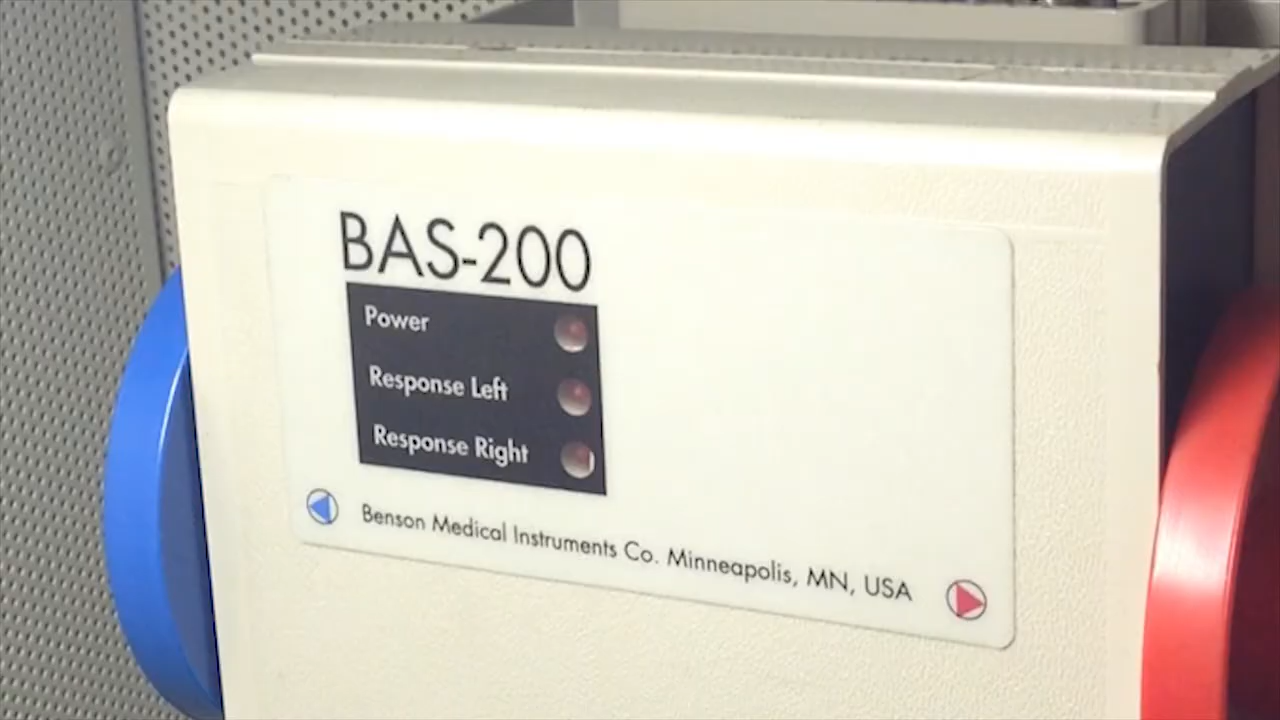 BAS-200
Power
Response Left
Response Right
Benson Medical Instruments Co. Minneapolis, MN, USA